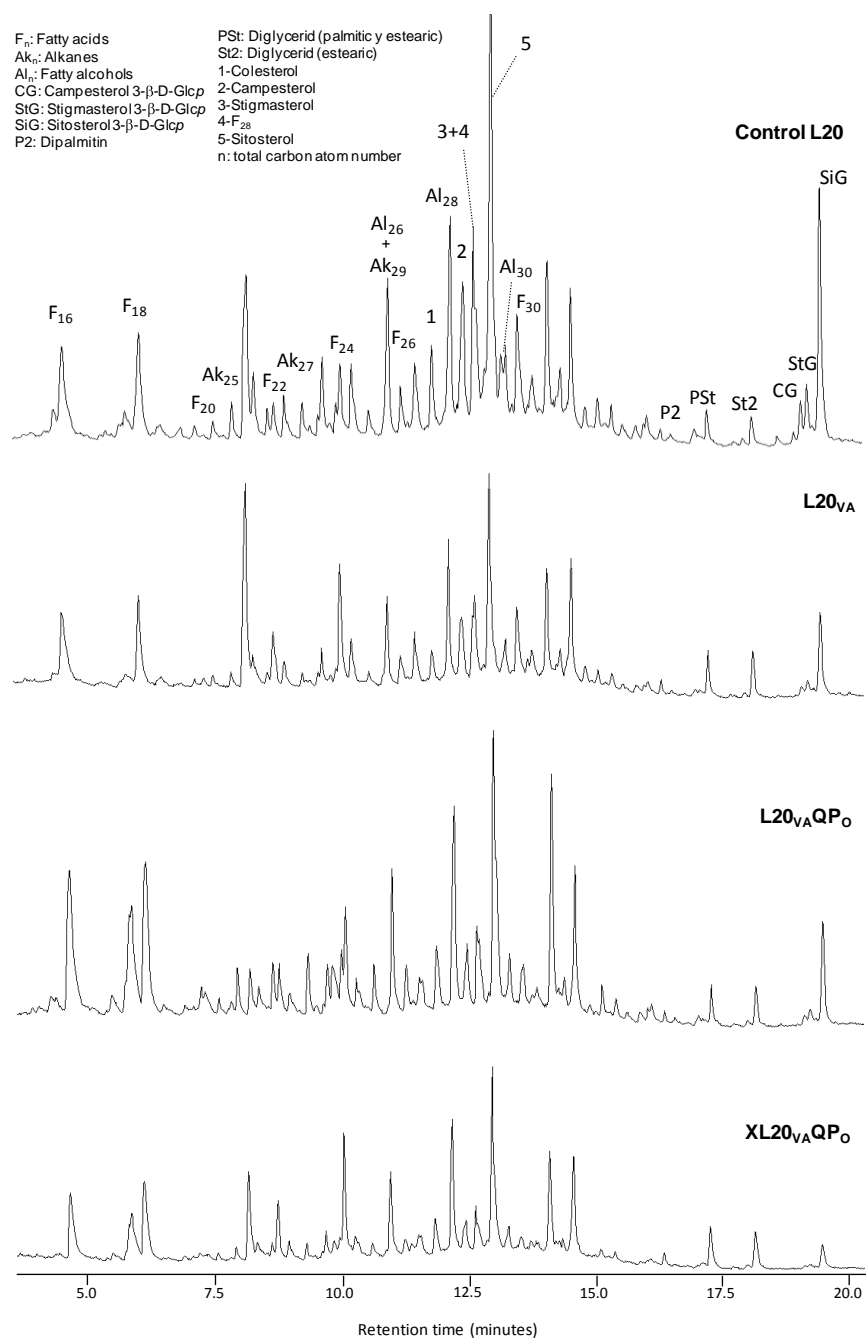 Fn: Fatty acids
Akn: Alkanes
Aln: Fatty alcohols
CG: Campesterol 3-β-D-Glcp
StG: Stigmasterol 3-β-D-Glcp
SiG: Sitosterol 3-β-D-Glcp
P2: Dipalmitin
PSt: Diglycerid (palmitic y estearic)
St2: Diglycerid (estearic)
1-Colesterol
2-Campesterol
3-Stigmasterol
4-F28
5-Sitosterol
n: total carbon atom number
Control L20
F16
F18
F20
Ak25
F22
Ak27
F24
Al26
+
Ak29
F26
1
Al28
2
3+4
5
Al30
F30
P2
PSt
St2
CG
StG
SiG
L20VA
L20VAQPO
XL20VAQPO
5.0 7.5 10.0 12.5 15.0 17.5 20.0
Retention time (minutes)